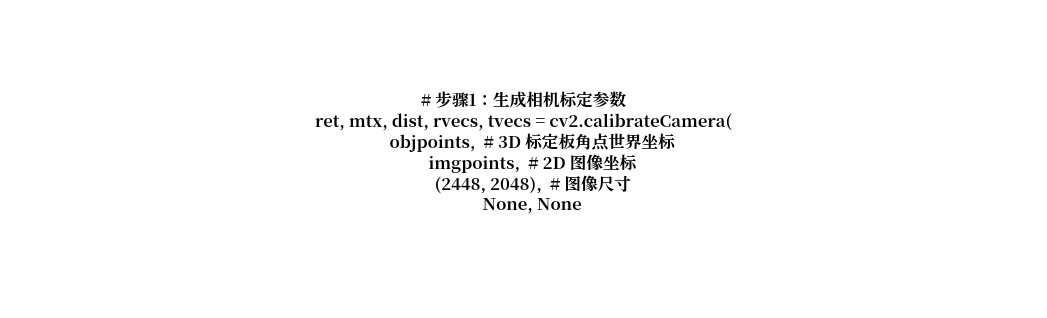 # 步骤1：生成相机标定参数
ret, mtx, dist, rvecs, tvecs = cv2.calibrateCamera(
objpoints,  # 3D 标定板角点世界坐标
imgpoints,  # 2D 图像坐标
(2448, 2048),  # 图像尺寸
None, None